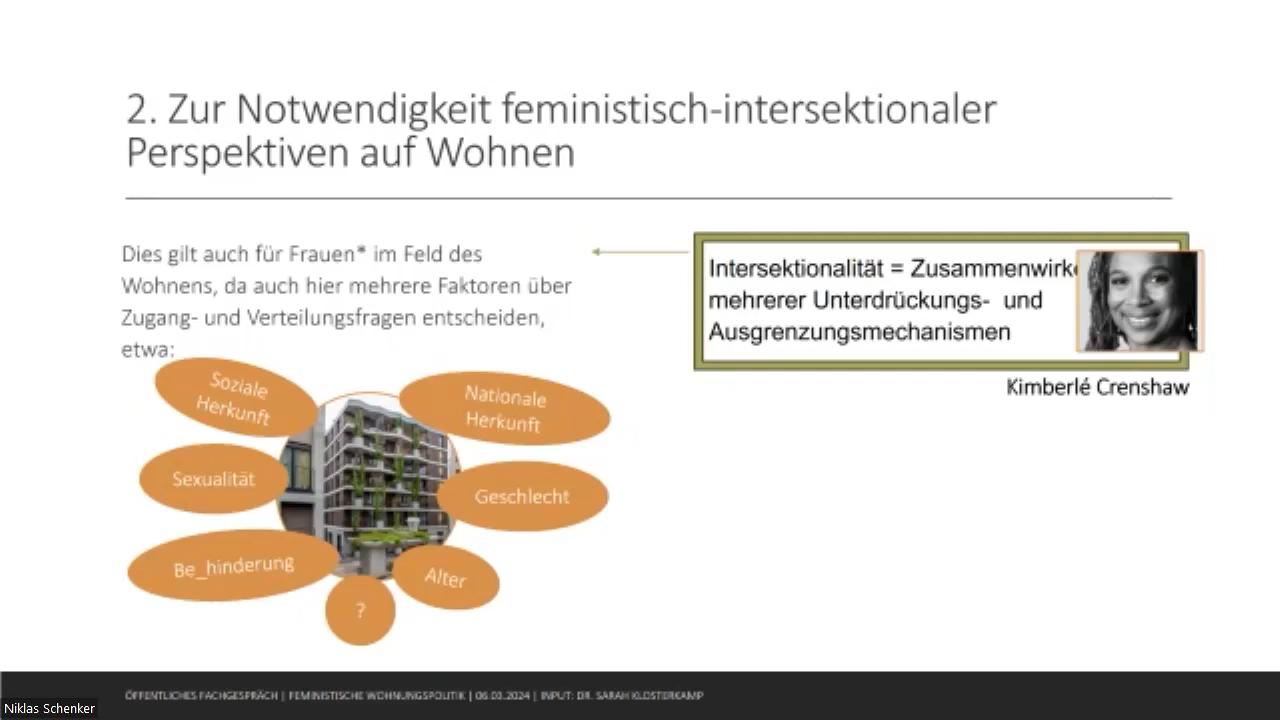 2. Zur Notwendigkeit feministisch-intersektionaler
Perspektiven auf Wohnen
Dies gilt auch für Frauen* im Feld des
Wohnens, da auch hier mehrere Faktoren über
Zugang- und Verteilungsfragen entscheiden,
etwa:
Soziale
Herkunft
Nationale
Herkunft
Sexualität
Geschlecht
Be_hinderung
Alter
?
Intersektionalität = Zusammenwirke
mehrerer Unterdrückungs- und
Ausgrenzungsmechanismen
Kimberlé Crenshaw
ÖFFENTLICHES FACHGESPRÄCH | FEMINISTISCHE WOHNUNGSPOLITIK | 06.03.2024 | INPUT: DR. SARAH KLOSTERKAMP
Niklas Schenker